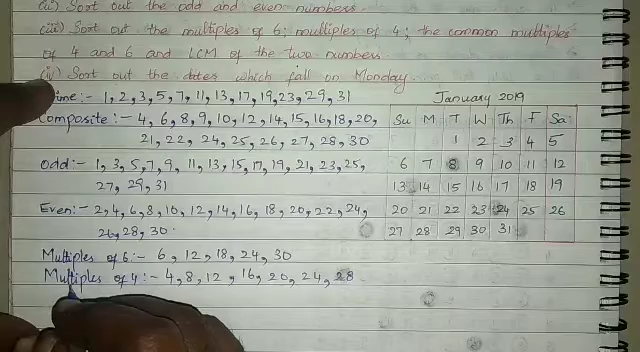 (ii) Sort out the odd and even numbers.
(iii) Sort out the multiples of 6; multiples of 4; the common multiples
of 4 and 6 and LCM of the two numbers
(iv) Sort out the dates which fall on Monday.
ime:- 1, 2, 3, 5, 7, 11, 13, 17, 19, 23, 29, 31
Composite:- 4, 6, 8, 9, 10, 12, 14, 15, 16, 18, 20,
21, 22, 24, 25, 26, 27, 28, 30
Odd:- 1, 3, 5, 7, 9, 11, 13, 15, 17, 19, 21, 23, 25,
27, 29, 31
Even:- 2, 4, 6, 8, 10, 12, 14, 16, 18, 20, 22, 24,
26, 28, 30.
Multiples of 6:- 6, 12, 18, 24, 30
Multiples of 4:- 4, 8, 12, 16, 20, 24, 28
January 2019
Su M T W Th F Sa
1 2 3 4 5
6 7 8 9 10 11 12
13 14 15 16 17 18 19
20 21 22 23 24 25 26
27 28 29 30 31